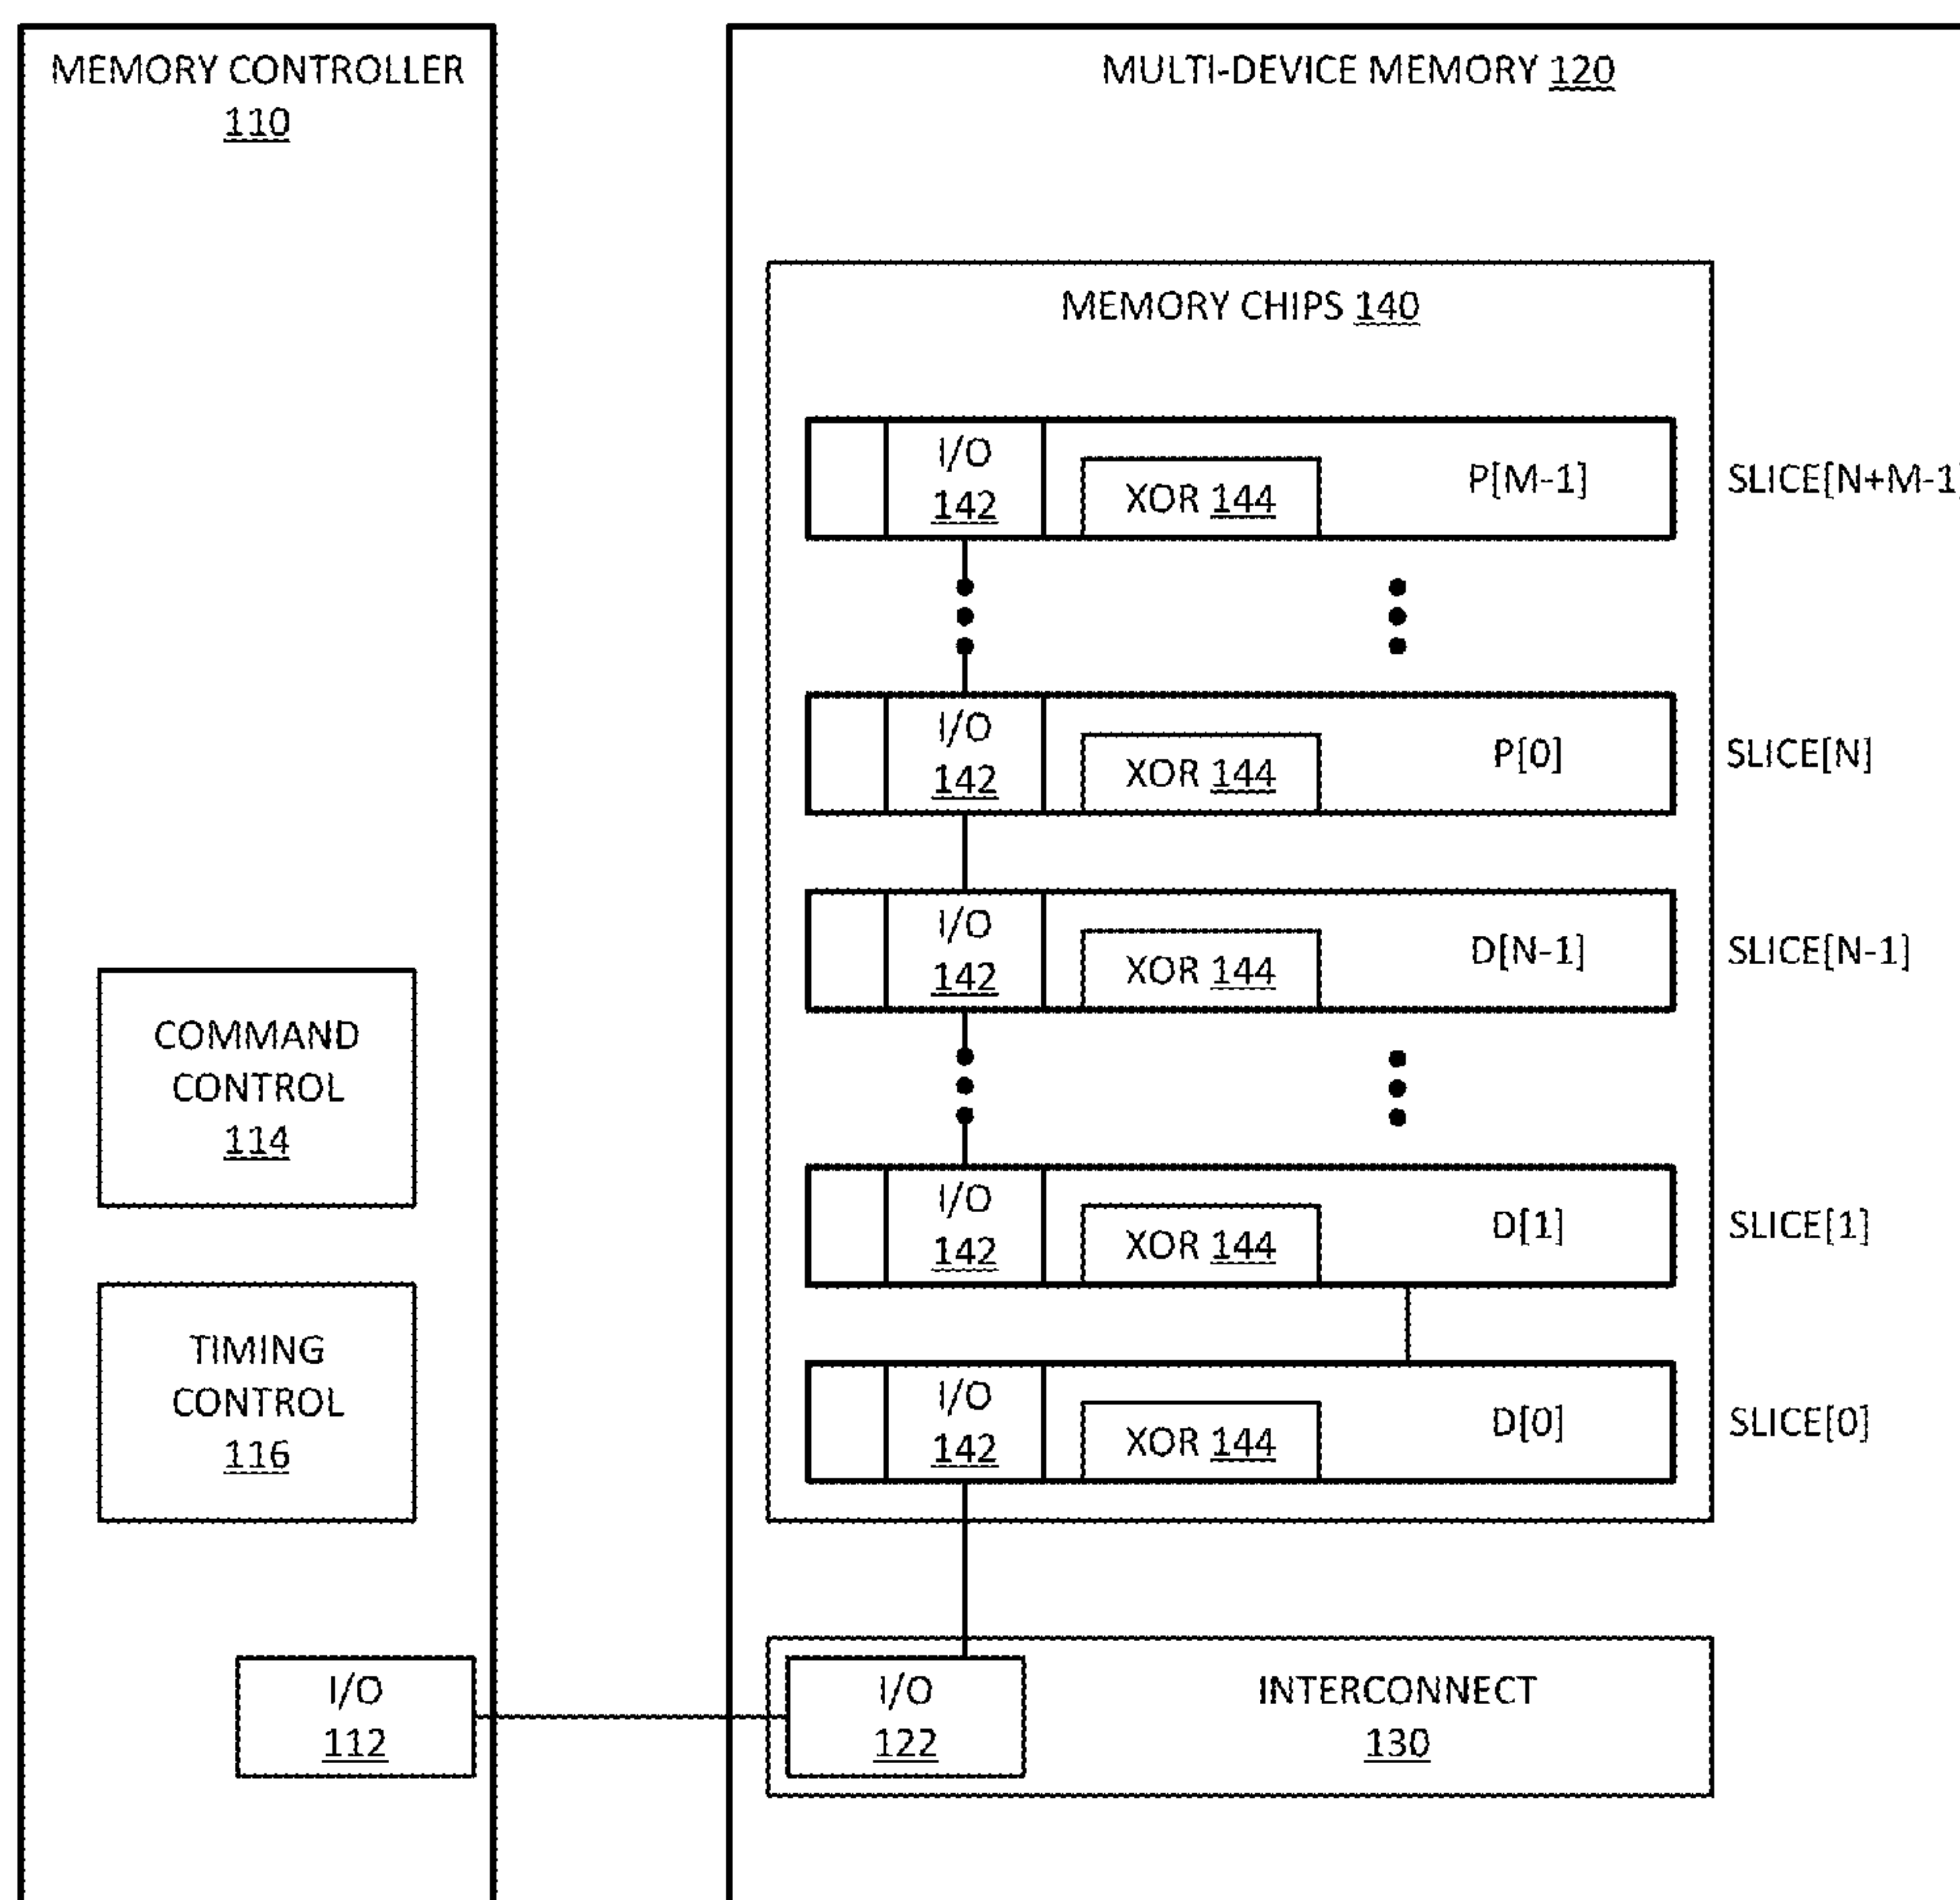 MEMORY CONTROLLER
110
COMMAND
CONTROL
114
TIMING
CONTROL
116
I/O
112
MULTI-DEVICE MEMORY 120
MEMORY CHIPS 140
I/O
142
XOR 144
P[M-1]
SLICE[N+M-1]
I/O
142
XOR 144
P[0]
SLICE[N]
I/O
142
XOR 144
D[N-1]
SLICE[N-1]
I/O
142
XOR 144
D[1]
SLICE[1]
I/O
142
XOR 144
D[0]
SLICE[0]
I/O
122
INTERCONNECT
130